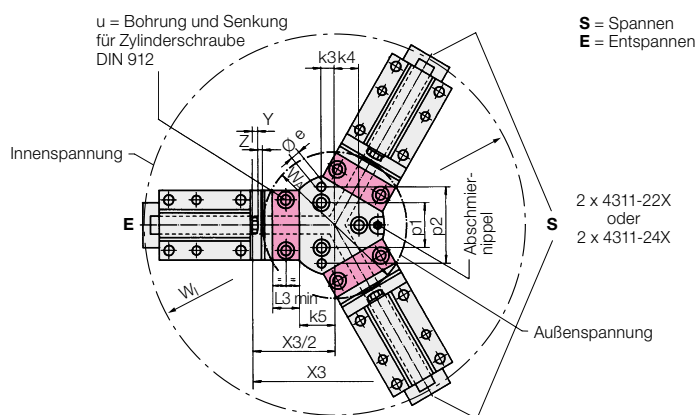 u = Bohrung und Senkung
für Zylinderschraube
DIN 912
S = Spannen
E = Entspannen
k3 k4
Y
Z
Ø e
Innenspannung
Wa
E
p1
p2
Abschmier-
nippel
S
2 x 4311-22X
oder
2 x 4311-24X
= =
L3 min
Wi
k5
Außenspannung
X3/2
X3